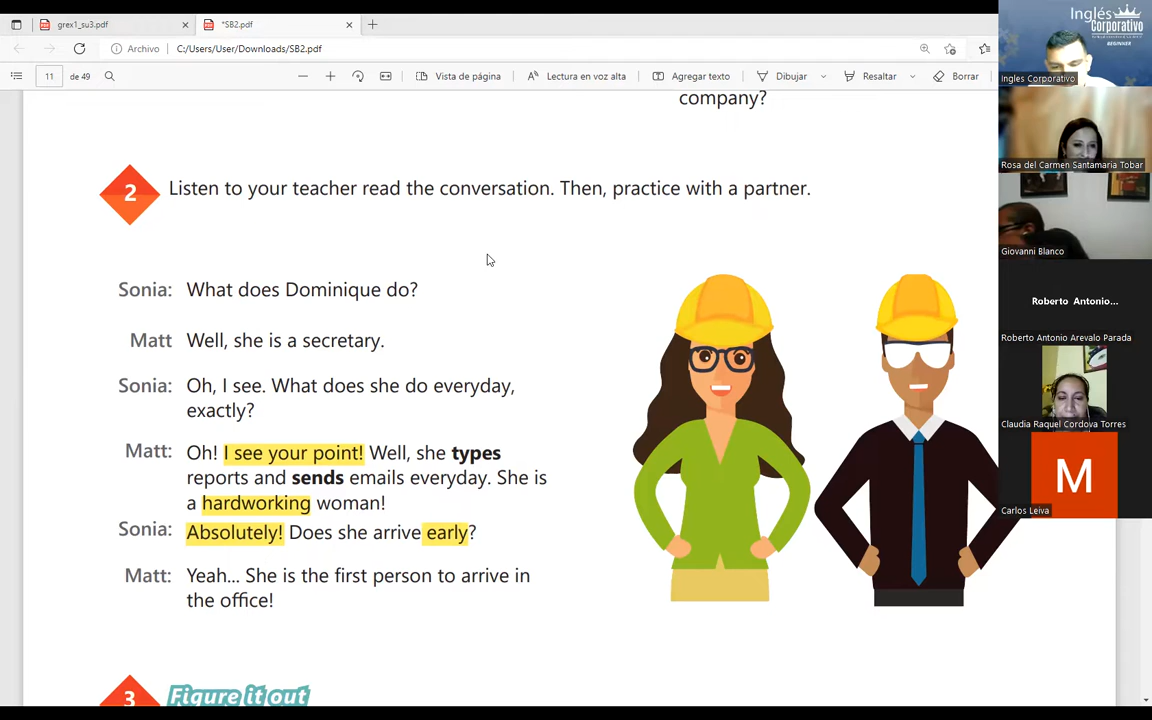 grex1_su3.pdf
*SB2.pdf
Archivo
C:/Users/User/Downloads/SB2.pdf
11
de 49
Vista de página
Lectura en voz alta
Agregar texto
Dibujar
Resaltar
Borrar
company?
2
Listen to your teacher read the conversation. Then, practice with a partner.
Sonia: What does Dominique do?
Matt Well, she is a secretary.
Sonia: Oh, I see. What does she do everyday,
exactly?
Matt: Oh! I see your point! Well, she types
reports and sends emails everyday. She is
a hardworking woman!
Sonia: Absolutely! Does she arrive early?
Matt: Yeah... She is the first person to arrive in
the office!
3
Figure it out
Inglés
Corporativo
BEGINNER
Ingles Corporativo
Rosa del Carmen Santamaria Tobar
Giovanni Blanco
Roberto Antonio...
Roberto Antonio Arevalo Parada
Claudia Raquel Cordova Torres
M
Carlos Leiva